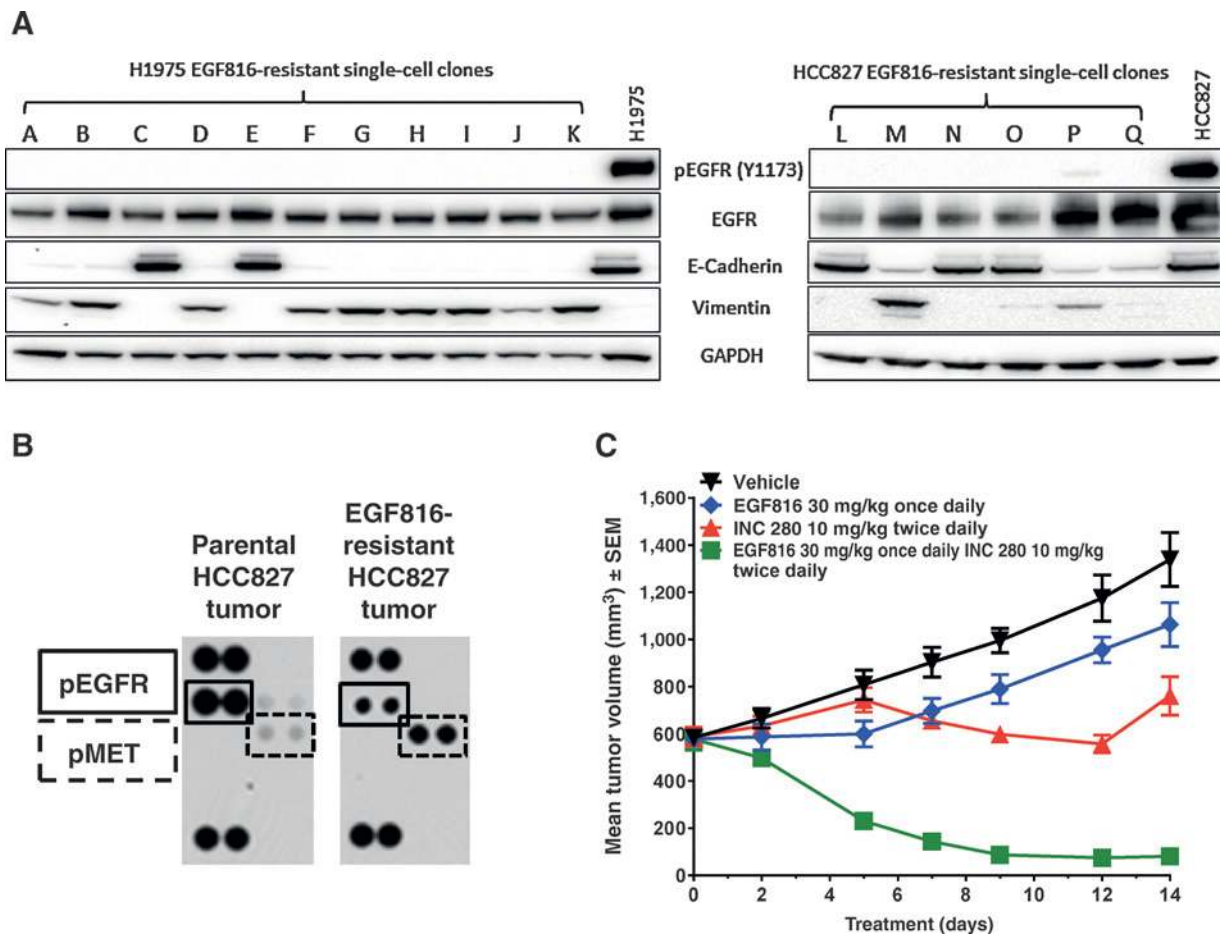 A
H1975 EGF816-resistant single-cell clones
A B C D E F G H I J K H1975
HCC827 EGF816-resistant single-cell clones
L M N O P Q HCC827
pEGFR (Y1173)
EGFR
E-Cadherin
Vimentin
GAPDH
B
Parental
HCC827
tumor
EGF816-
resistant
HCC827
tumor
pEGFR
pMET
C
Vehicle
EGF816 30 mg/kg once daily
INC 280 10 mg/kg twice daily
EGF816 30 mg/kg once daily INC 280 10 mg/kg
twice daily
Mean tumor volume (mm³) ± SEM
1,600
1,400
1,200
1,000
800
600
400
200
0
0 2 4 6 8 10 12 14
Treatment (days)